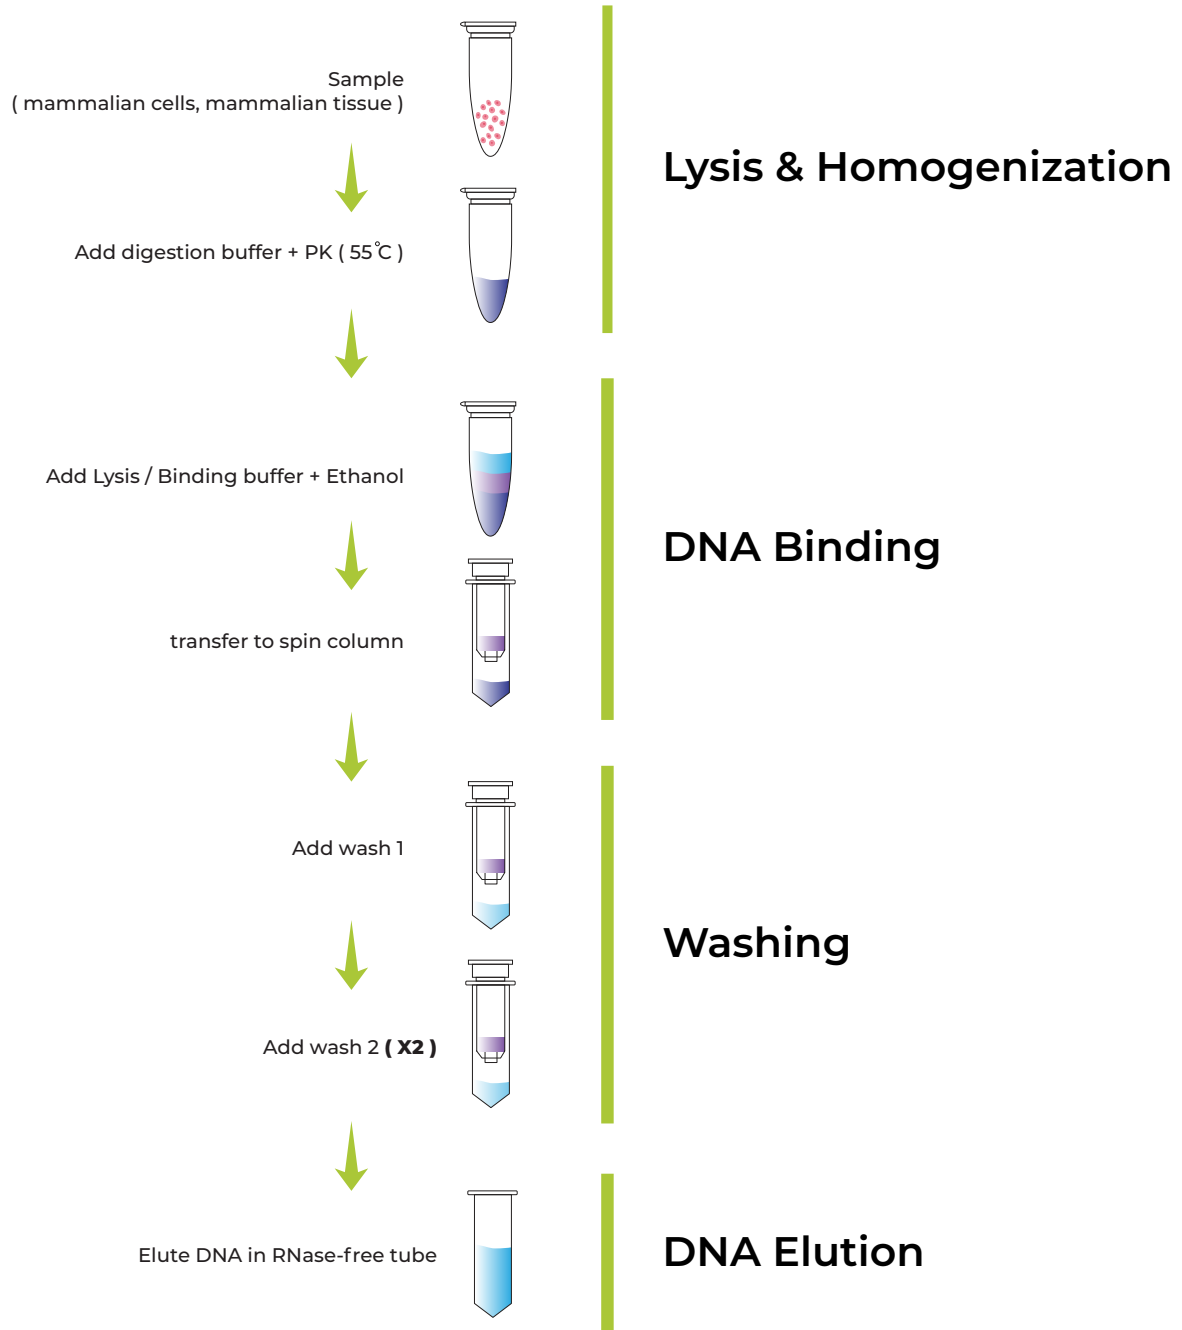 Sample
( mammalian cells, mammalian tissue )
Lysis & Homogenization
Add digestion buffer + PK ( 55°C )
Add Lysis / Binding buffer + Ethanol
DNA Binding
transfer to spin column
Add wash 1
Washing
Add wash 2 ( X2 )
Elute DNA in RNase-free tube
DNA Elution